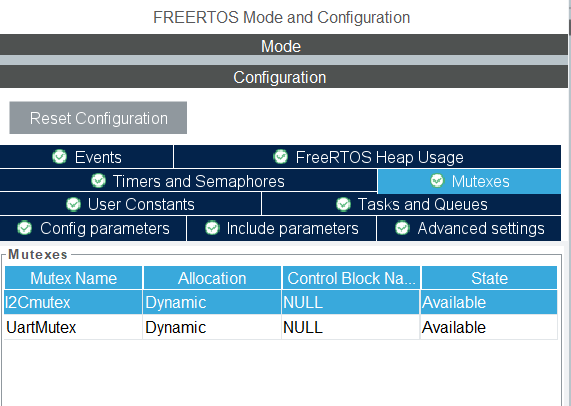 FREERTOS Mode and Configuration
Mode
Configuration
Reset Configuration
Events FreeRTOS Heap Usage
Timers and Semaphores Mutexes
User Constants Tasks and Queues
Config parameters Include parameters Advanced settings
Mutexes
Mutex Name Allocation Control Block Na... State
I2Cmutex Dynamic NULL Available
UartMutex Dynamic NULL Available